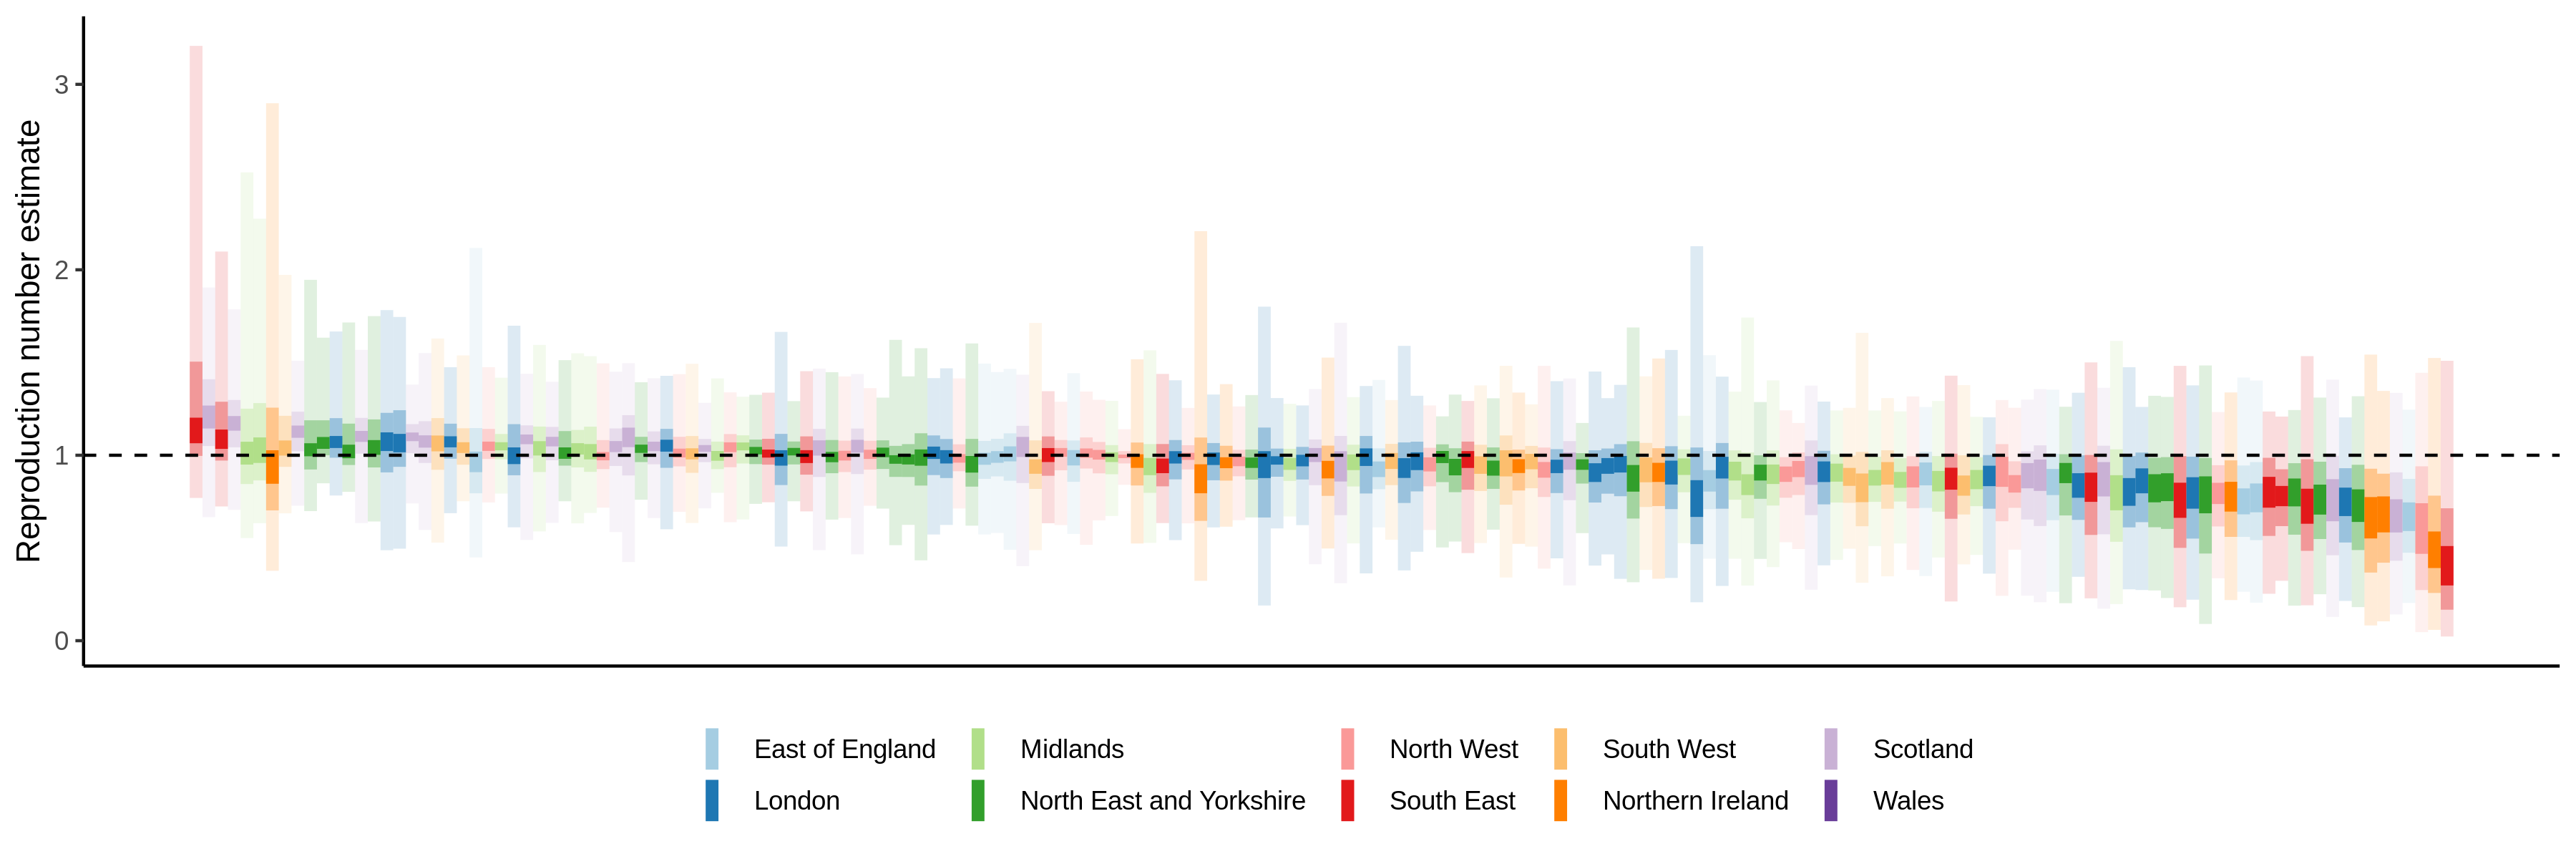 Reproduction number estimate
3
2
1
0
East of England
Midlands
North West
South West
Scotland
London
North East and Yorkshire
South East
Northern Ireland
Wales